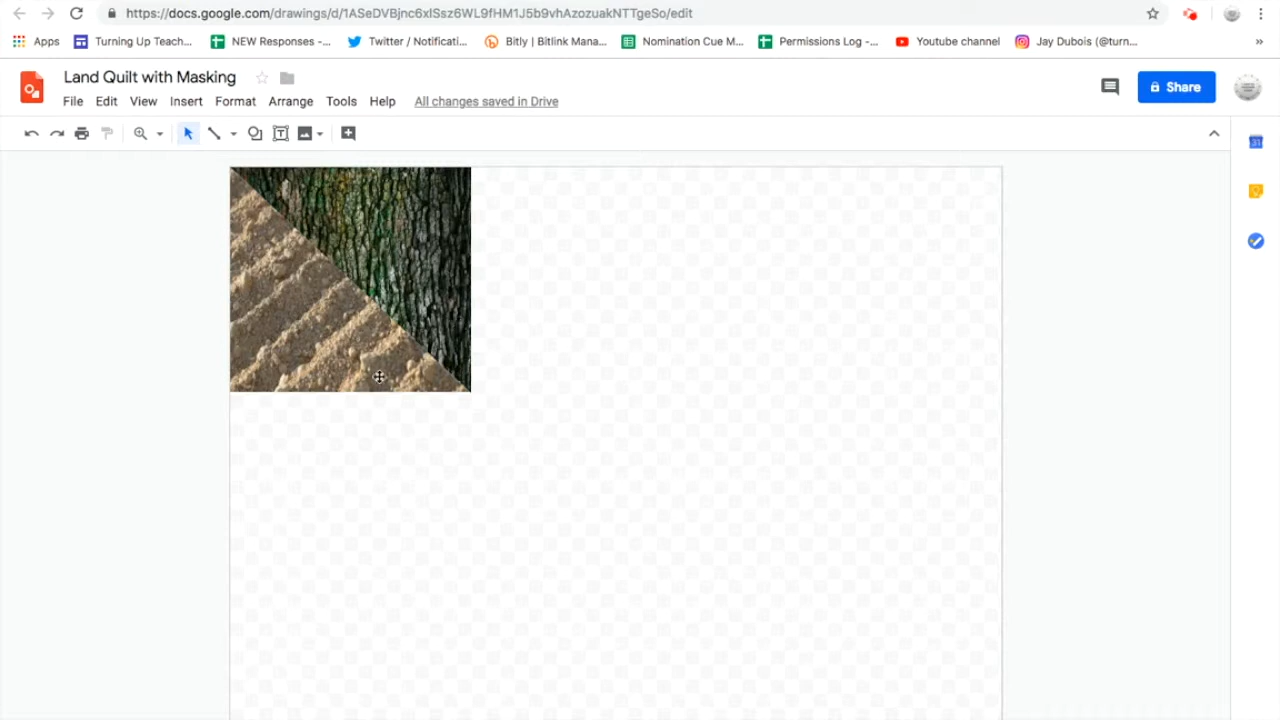 https://docs.google.com/drawings/d/1ASeDVBjnc6xISsz6WL9fHM1J5b9vhAzozuakNTTgeSo/edit
Apps Turning Up Teach... NEW Responses -... Twitter / Notificati... Bitly | Bitlink Mana... Nomination Cue M... Permissions Log -... Youtube channel Jay Dubois (@turn... »
Land Quilt with Masking
File Edit View Insert Format Arrange Tools Help All changes saved in Drive
Share
31